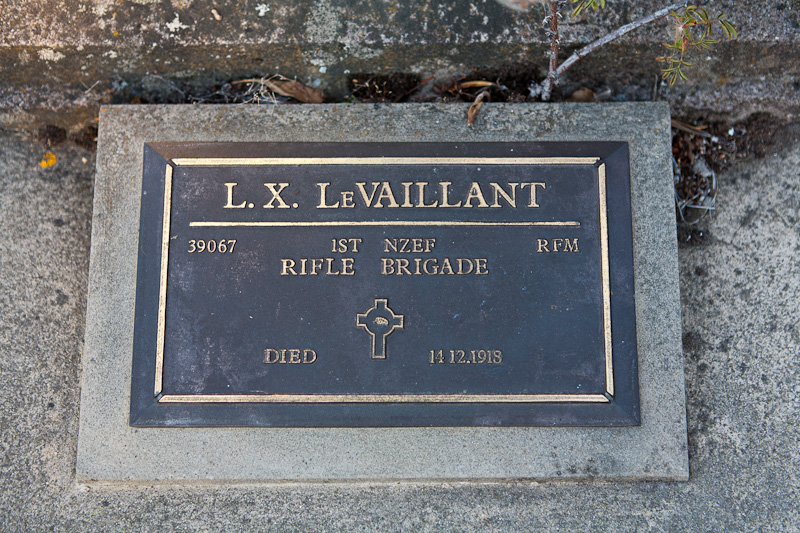 L. X. LeVAILLANT
39067 1ST NZEF RFM
RIFLE BRIGADE
DIED 14 12.1918